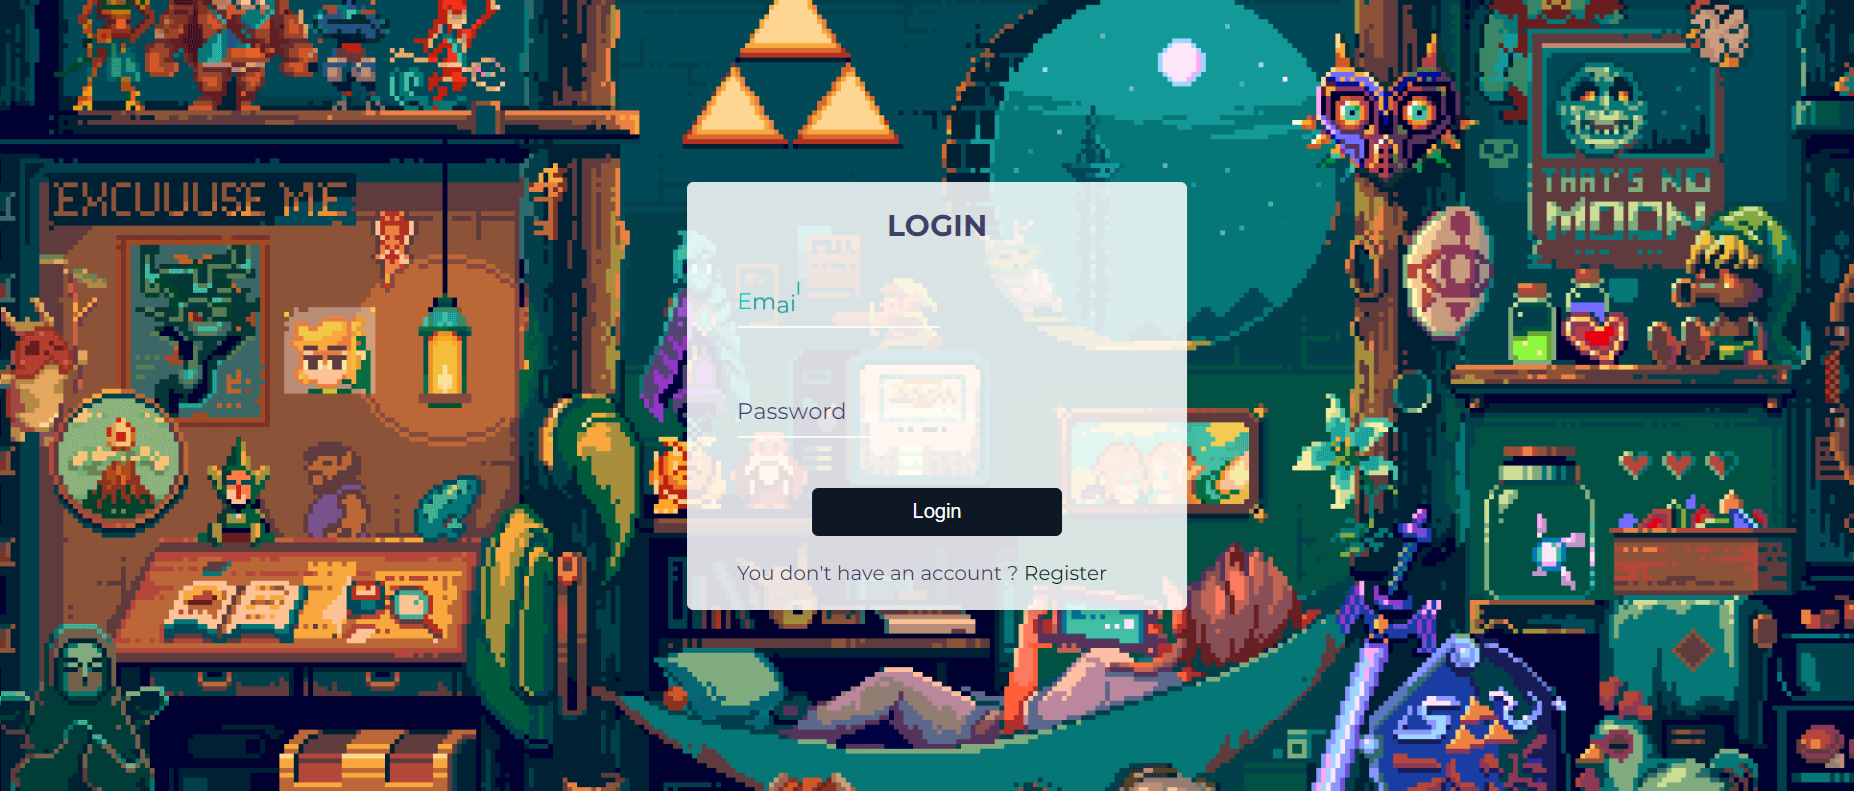 EXCUUUSE ME
THAT'S NO
MOON
LOGIN
Email
Password
Login
You don't have an account ? Register